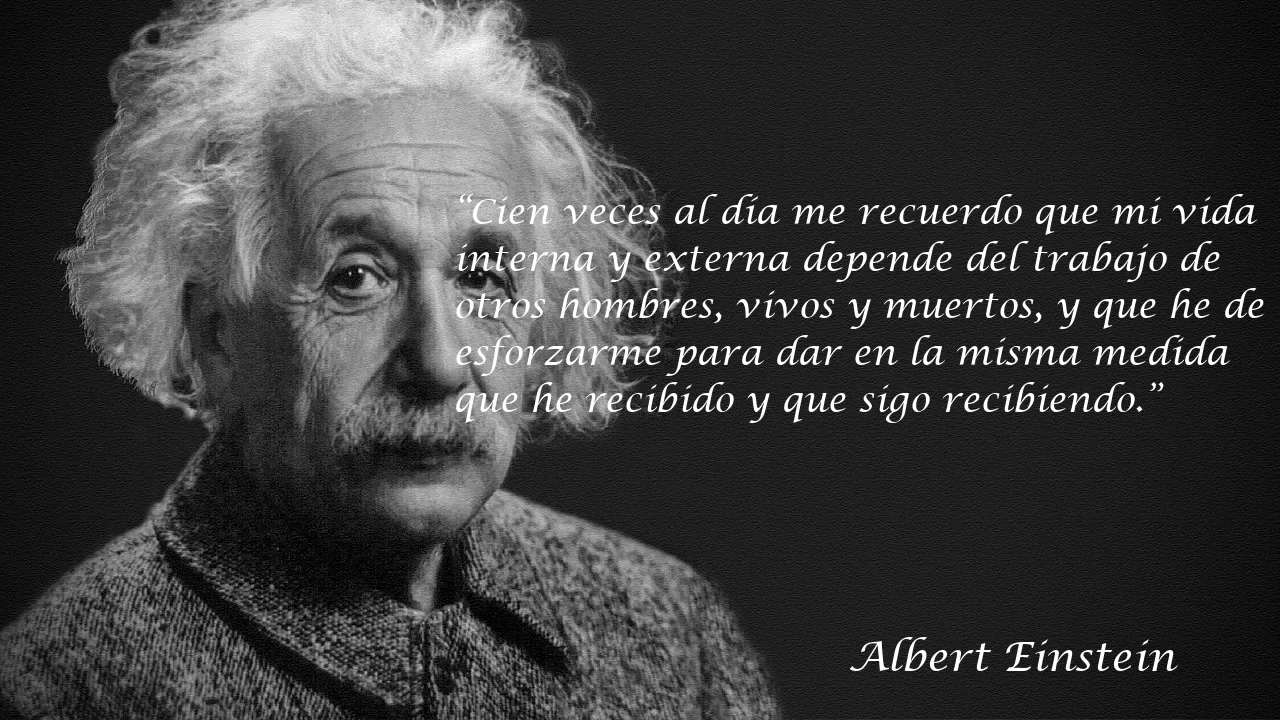 “Cien veces al día me recuerdo que mi vida
interna y externa depende del trabajo de
otros hombres, vivos y muertos, y que he de
esforzarme para dar en la misma medida
que he recibido y que sigo recibiendo.”
Albert Einstein